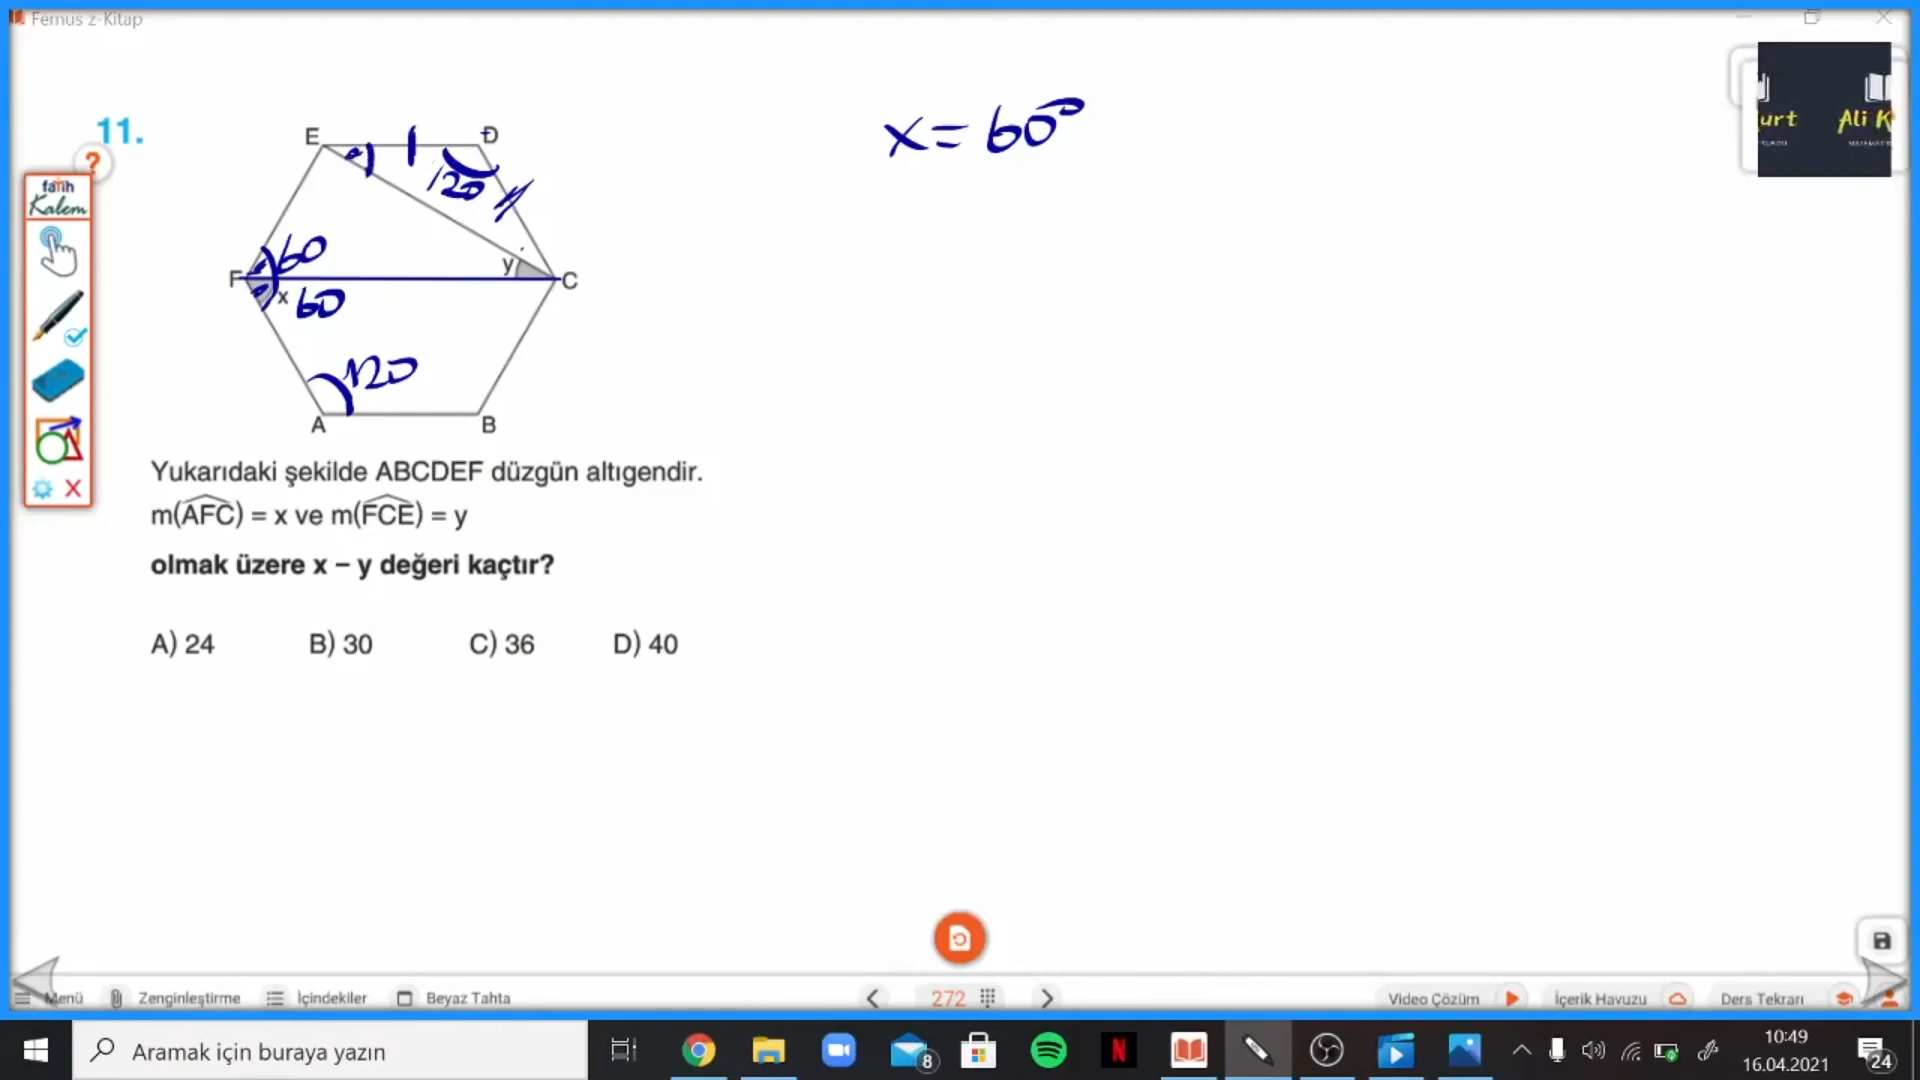 Fernus z-Kitap
11.
x = 60°
urt
Ali K
?
fatih
Kalem
E
D
120
60
F
y
C
x 60
120
A
B
Yukarıdaki şekilde ABCDEF düzgün altıgendir.
m(AFC) = x ve m(FCE) = y
olmak üzere x – y değeri kaçtır?
A) 24 B) 30 C) 36 D) 40
Menü Zenginleştirme İçindekiler Beyaz Tahta 272 Video Çözüm İçerik Havuzu Ders Tekrarı
Aramak için buraya yazın
N
8
10:49
16.04.2021
24